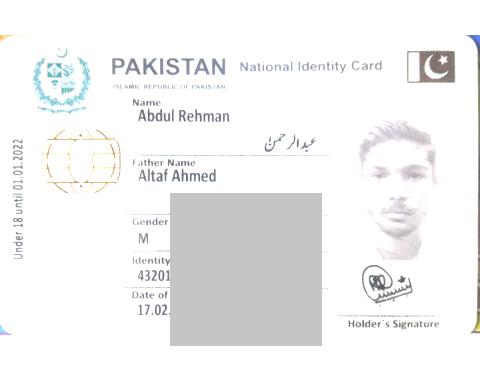 PAKISTAN National Identity Card
ISLAMIC REPUBLIC OF PAKISTAN
Name
Abdul Rehman
عبدالرحمن
Father Name
Altaf Ahmed
Gender
M
Identity
43201
Date of
17.02.
Under 18 until 01.01.2022
Holder's Signature